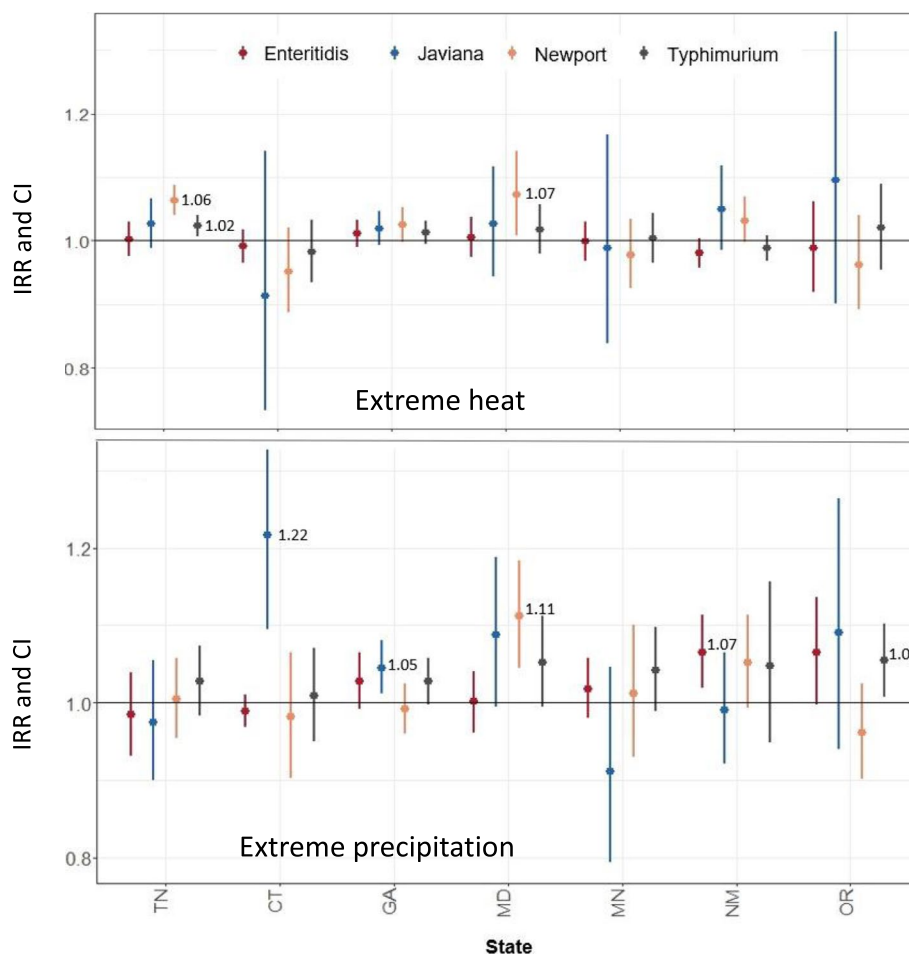 Enteritidis Javiana Newport Typhimurium
IRR and CI
1.2
1.06
1.07
1.02
1.0
0.8
Extreme heat
IRR and CI
1.22
1.2
1.11
1.05
1.07
1.0
1.0
0.8
Extreme precipitation
TN CT GA MD MN NM OR
State